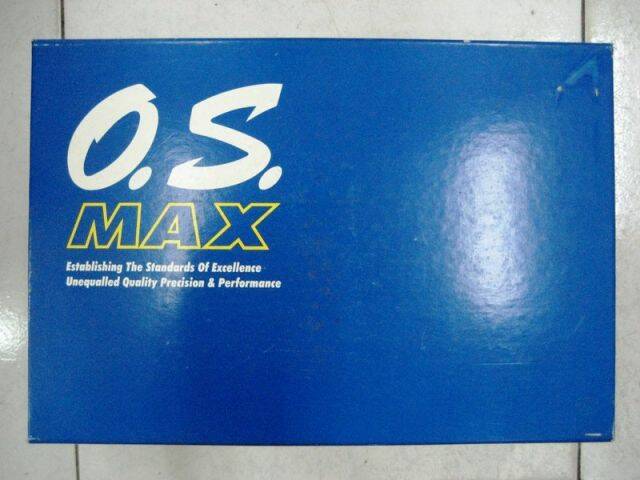 O.S.
MAX
Establishing The Standards Of Excellence
Unequalled Quality Precision & Performance